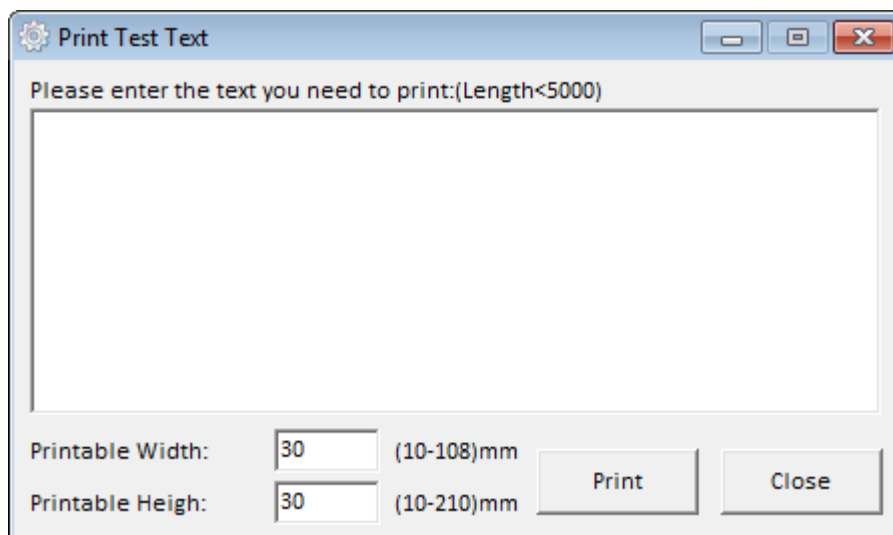 Print Test Text
Please enter the text you need to print:(Length<5000)
Printable Width: 30 (10-108)mm
Printable Heigh: 30 (10-210)mm
Print Close